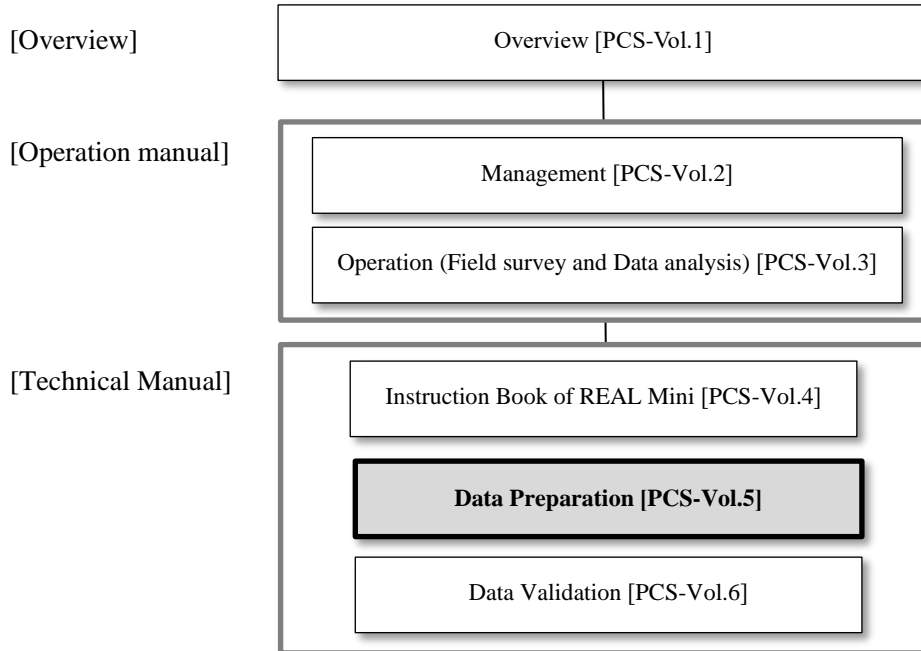 [Overview]
Overview [PCS-Vol.1]
[Operation manual]
Management [PCS-Vol.2]
Operation (Field survey and Data analysis) [PCS-Vol.3]
[Technical Manual]
Instruction Book of REAL Mini [PCS-Vol.4]
Data Preparation [PCS-Vol.5]
Data Validation [PCS-Vol.6]